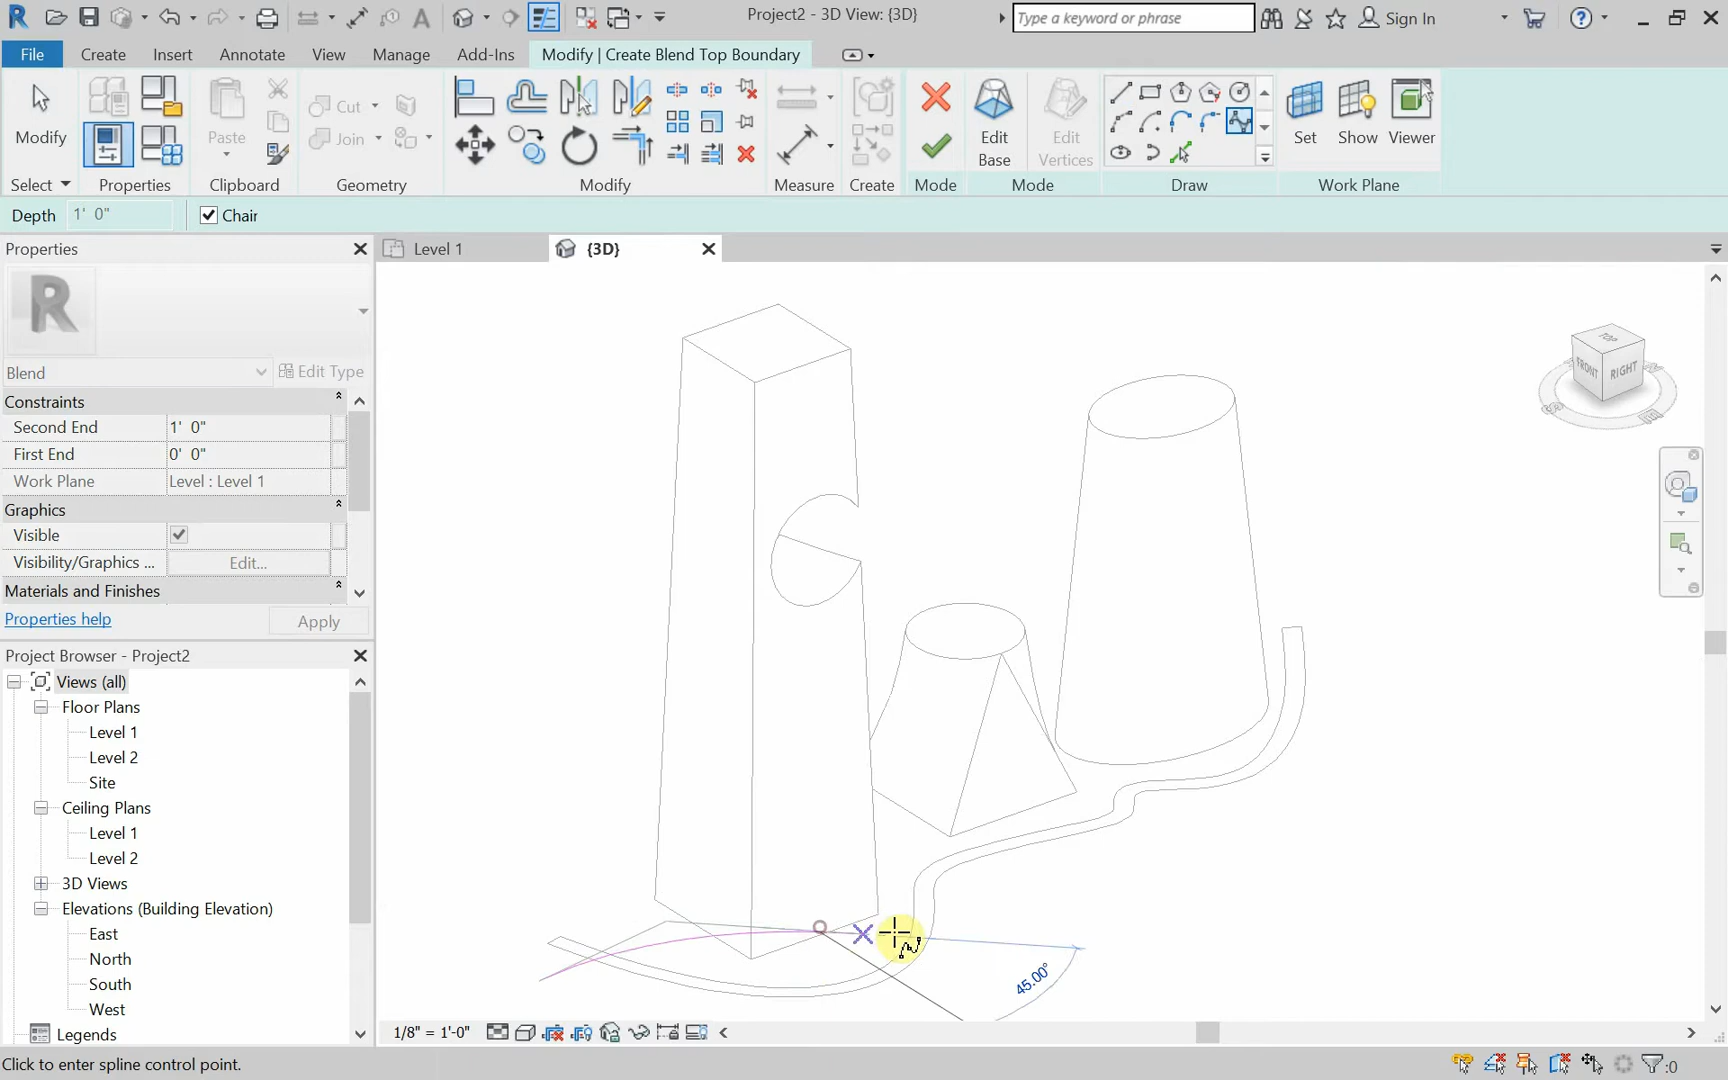 Project2 - 3D View: {3D}
Type a keyword or phrase
Sign In
File
Create
Insert
Annotate
View
Manage
Add-Ins
Modify | Create Blend Top Boundary
Modify
Paste
Cut
Join
Edit
Base
Edit
Vertices
Set
Show
Viewer
Select
Properties
Clipboard
Geometry
Modify
Measure
Create
Mode
Mode
Draw
Work Plane
Depth
1' 0"
Chain
Properties
Level 1
{3D}
R
Blend
Edit Type
Constraints
Second End
1' 0"
First End
0' 0"
Work Plane
Level : Level 1
Graphics
Visible
Visibility/Graphics ...
Edit...
Materials and Finishes
Properties help
Apply
Project Browser - Project2
Views (all)
Floor Plans
Level 1
Level 2
Site
Ceiling Plans
Level 1
Level 2
3D Views
Elevations (Building Elevation)
East
North
South
West
Legends
TOP
FRONT
RIGHT
45.00°
1/8" = 1'-0"
Click to enter spline control point.
:0